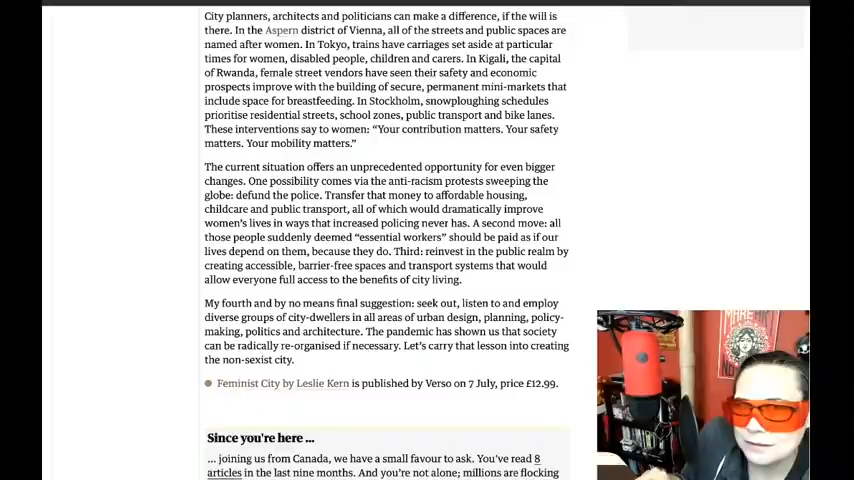 City planners, architects and politicians can make a difference, if the will is
there. In the Aspern district of Vienna, all of the streets and public spaces are
named after women. In Tokyo, trains have carriages set aside at particular
times for women, disabled people, children and carers. In Kigali, the capital
of Rwanda, female street vendors have seen their safety and economic
prospects improve with the building of secure, permanent mini-markets that
include space for breastfeeding. In Stockholm, snowploughing schedules
prioritise residential streets, school zones, public transport and bike lanes.
These interventions say to women: “Your contribution matters. Your safety
matters. Your mobility matters.”
The current situation offers an unprecedented opportunity for even bigger
changes. One possibility comes via the anti-racism protests sweeping the
globe: defund the police. Transfer that money to affordable housing,
childcare and public transport, all of which would dramatically improve
women’s lives in ways that increased policing never has. A second move: all
those people suddenly deemed “essential workers” should be paid as if our
lives depend on them, because they do. Third: reinvest in the public realm by
creating accessible, barrier-free spaces and transport systems that would
allow everyone full access to the benefits of city living.
My fourth and by no means final suggestion: seek out, listen to and employ
diverse groups of city-dwellers in all areas of urban design, planning, policy-
making, politics and architecture. The pandemic has shown us that society
can be radically re-organised if necessary. Let’s carry that lesson into creating
the non-sexist city.
Feminist City by Leslie Kern is published by Verso on 7 July, price £12.99.
Since you’re here ...
... joining us from Canada, we have a small favour to ask. You’ve read 8
articles in the last nine months. And you’re not alone; millions are flocking
MAKE ART